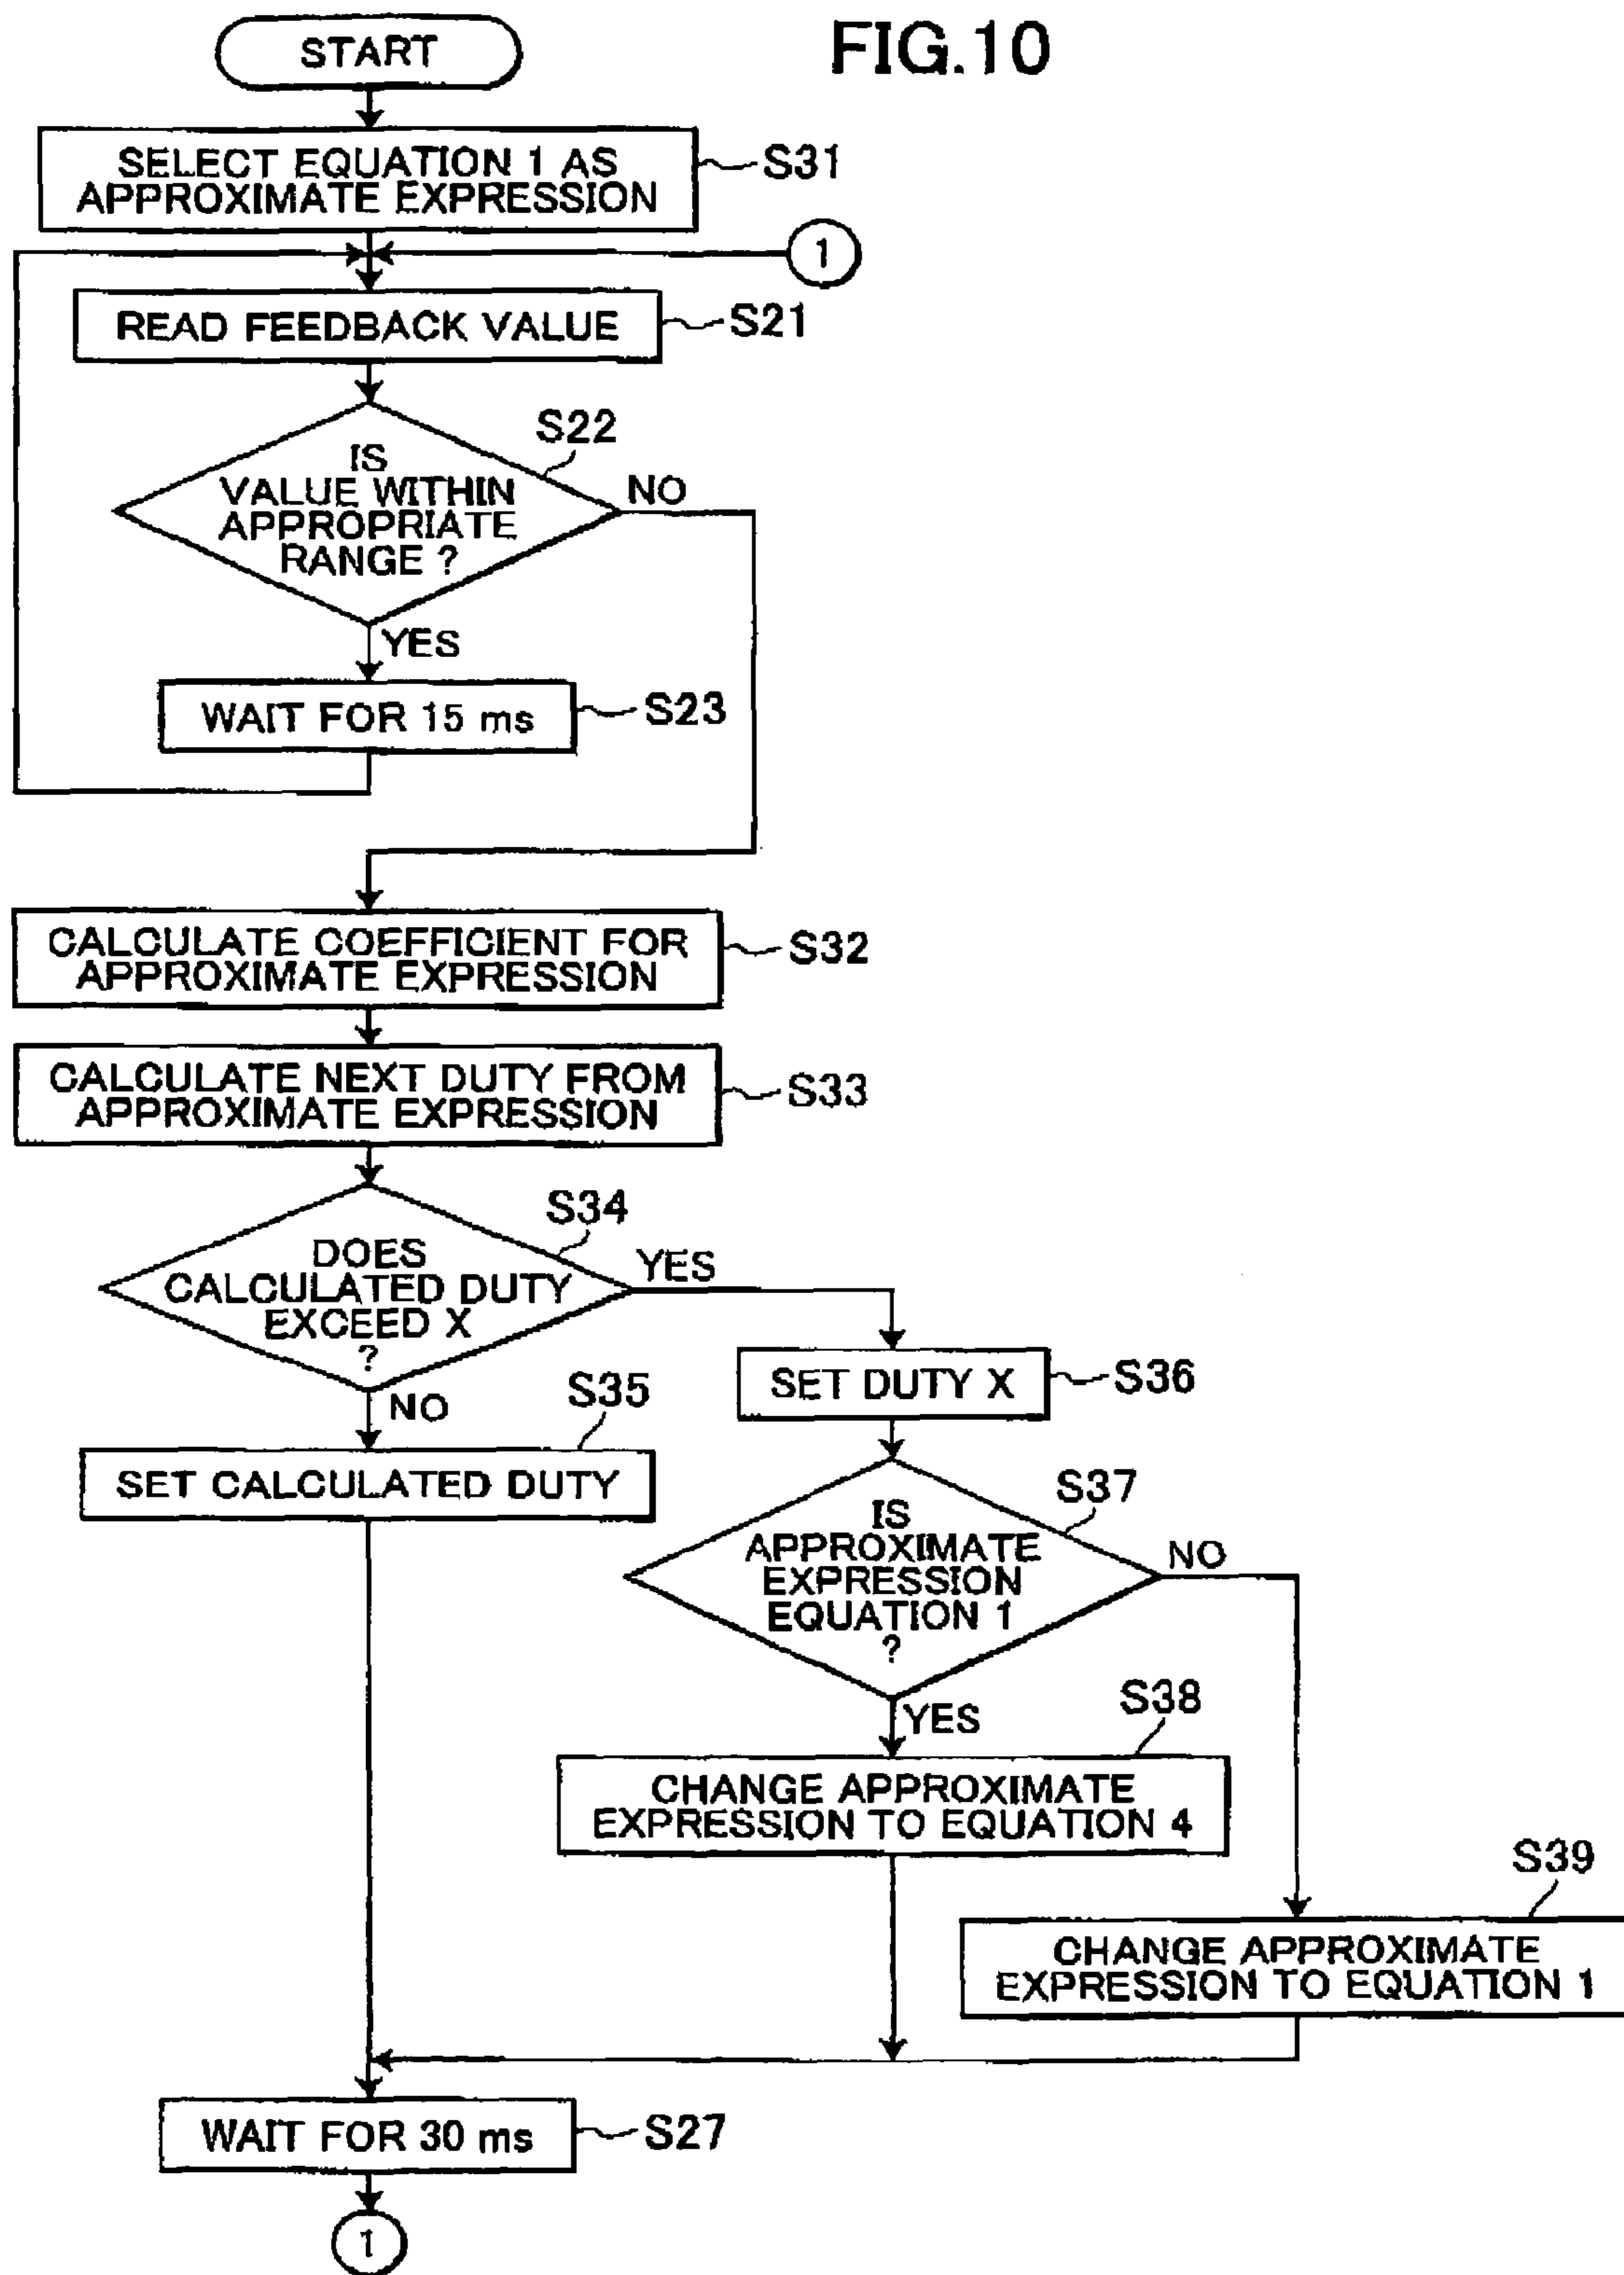 FIG.10
START
SELECT EQUATION 1 AS
APPROXIMATE EXPRESSION
S31
1
READ FEEDBACK VALUE
S21
S22
IS
VALUE WITHIN
APPROPRIATE
RANGE ?
NO
YES
WAIT FOR 15 ms
S23
CALCULATE COEFFICIENT FOR
APPROXIMATE EXPRESSION
S32
CALCULATE NEXT DUTY FROM
APPROXIMATE EXPRESSION
S33
S34
DOES
CALCULATED DUTY
EXCEED X
?
YES
NO
S35
SET CALCULATED DUTY
SET DUTY X
S36
S37
IS
APPROXIMATE
EXPRESSION
EQUATION 1
?
NO
YES
S38
CHANGE APPROXIMATE
EXPRESSION TO EQUATION 4
S39
CHANGE APPROXIMATE
EXPRESSION TO EQUATION 1
WAIT FOR 30 ms
S27
1